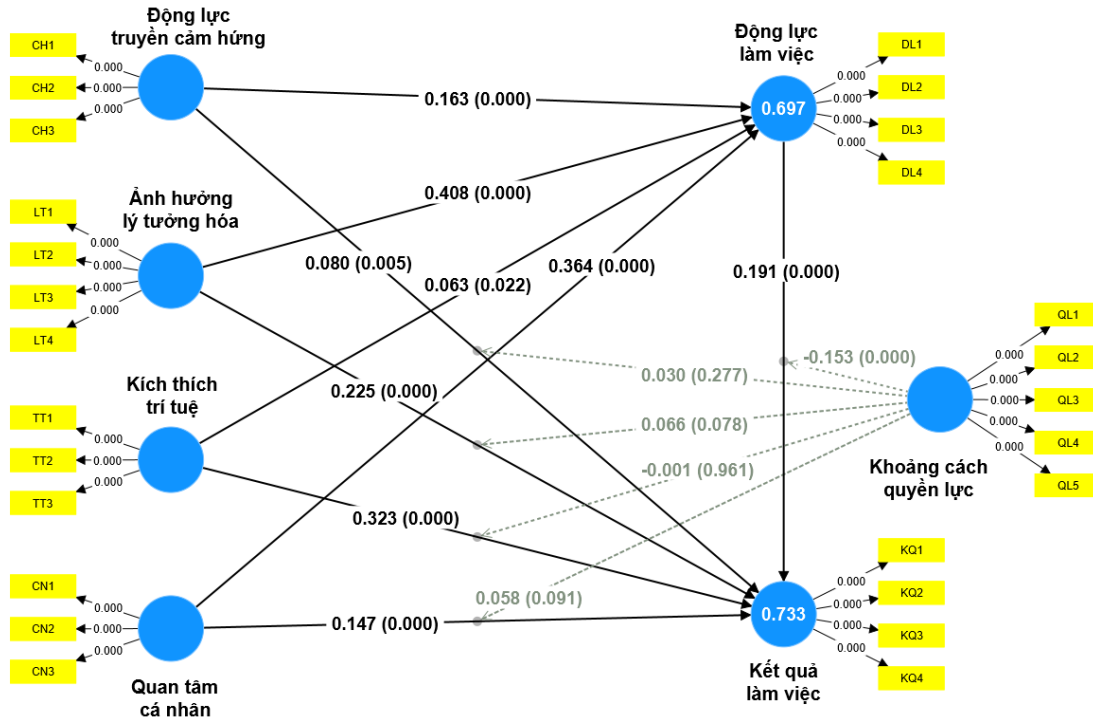 Động lực
truyền cảm hứng
CH1
CH2
CH3
0.000
0.000
0.000
Ảnh hưởng
lý tưởng hóa
LT1
LT2
LT3
LT4
0.000
0.000
0.000
0.000
Kích thích
trí tuệ
TT1
TT2
TT3
0.000
0.000
0.000
CN1
CN2
CN3
0.000
0.000
0.000
Quan tâm
cá nhân
0.163 (0.000)
0.408 (0.000)
0.080 (0.005)
0.063 (0.022)
0.364 (0.000)
0.225 (0.000)
0.323 (0.000)
0.147 (0.000)
0.191 (0.000)
-0.153 (0.000)
0.030 (0.277)
0.066 (0.078)
-0.001 (0.961)
0.058 (0.091)
Động lực
làm việc
0.697
DL1
DL2
DL3
DL4
0.000
0.000
0.000
0.000
QL1
QL2
QL3
QL4
QL5
0.000
0.000
0.000
0.000
0.000
Khoảng cách
quyền lực
0.733
KQ1
KQ2
KQ3
KQ4
0.000
0.000
0.000
0.000
Kết quả
làm việc